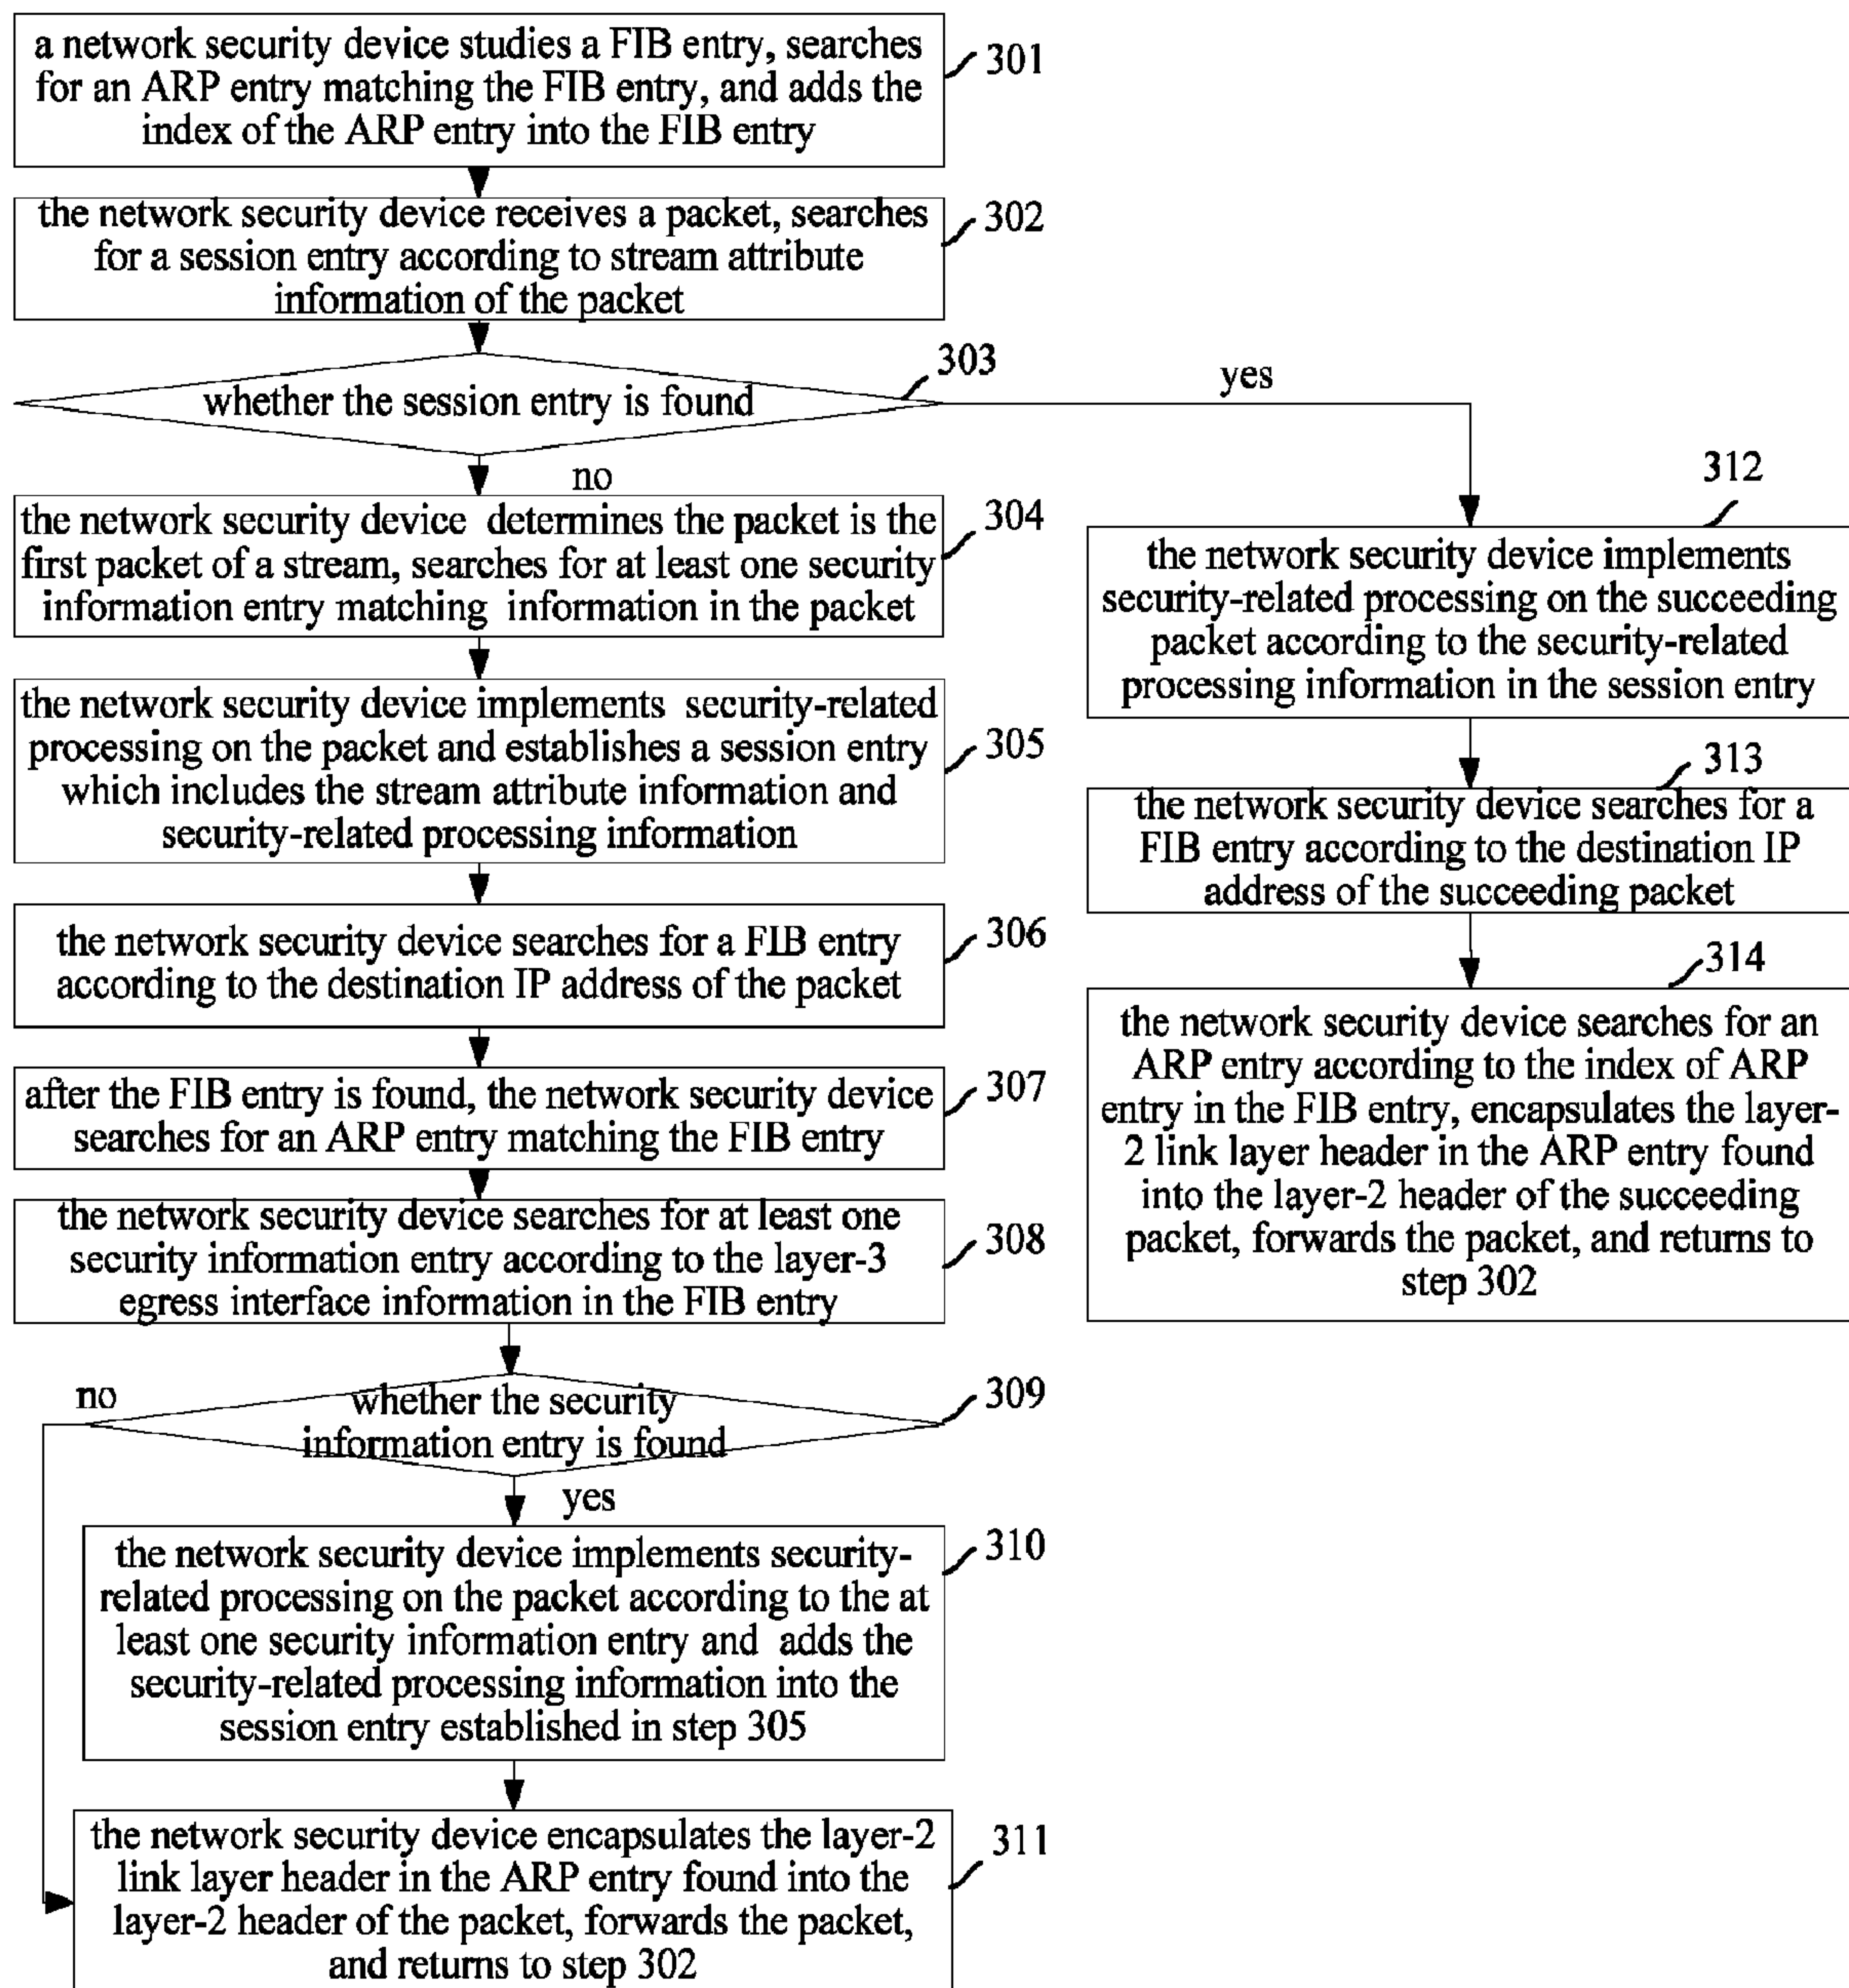 a network security device studies a FIB entry, searches
for an ARP entry matching the FIB entry, and adds the
index of the ARP entry into the FIB entry
301
the network security device receives a packet, searches
for a session entry according to stream attribute
information of the packet
302
whether the session entry is found
303
yes
no
the network security device determines the packet is the
first packet of a stream, searches for at least one security
information entry matching information in the packet
304
the network security device implements security-related
processing on the packet and establishes a session entry
which includes the stream attribute information and
security-related processing information
305
the network security device searches for a FIB entry
according to the destination IP address of the packet
306
after the FIB entry is found, the network security device
searches for an ARP entry matching the FIB entry
307
the network security device searches for at least one
security information entry according to the layer-3
egress interface information in the FIB entry
308
no
whether the security
information entry is found
309
yes
the network security device implements security-
related processing on the packet according to the at
least one security information entry and adds the
security-related processing information into the
session entry established in step 305
310
the network security device encapsulates the layer-2
link layer header in the ARP entry found into the
layer-2 header of the packet, forwards the packet,
and returns to step 302
311
312
the network security device implements
security-related processing on the succeeding
packet according to the security-related
processing information in the session entry
313
the network security device searches for a
FIB entry according to the destination IP
address of the succeeding packet
314
the network security device searches for an
ARP entry according to the index of ARP
entry in the FIB entry, encapsulates the layer-
2 link layer header in the ARP entry found
into the layer-2 header of the succeeding
packet, forwards the packet, and returns to
step 302